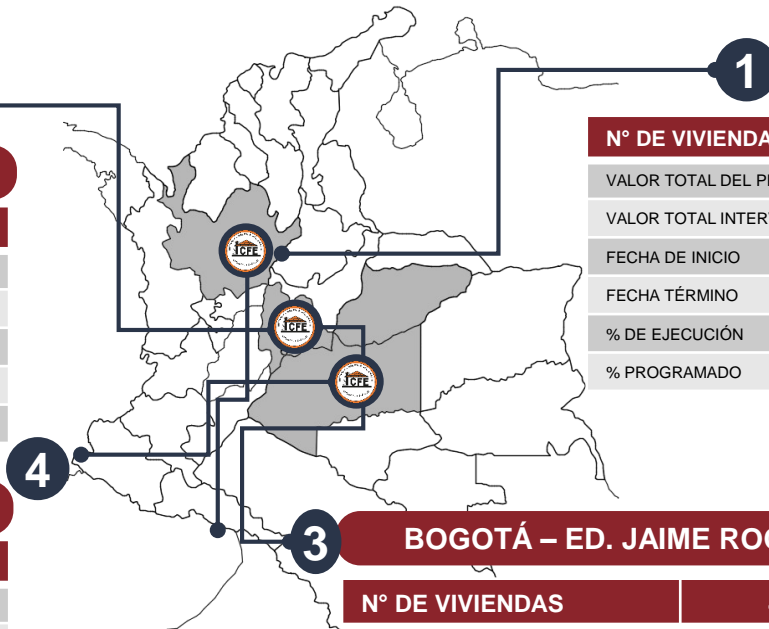 1
N° DE VIVIENDA
VALOR TOTAL DEL P
VALOR TOTAL INTER
FECHA DE INICIO
FECHA TÉRMINO
% DE EJECUCIÓN
% PROGRAMADO
CFE
CFE
CFE
4
3
BOGOTÁ – ED. JAIME RO
N° DE VIVIENDAS